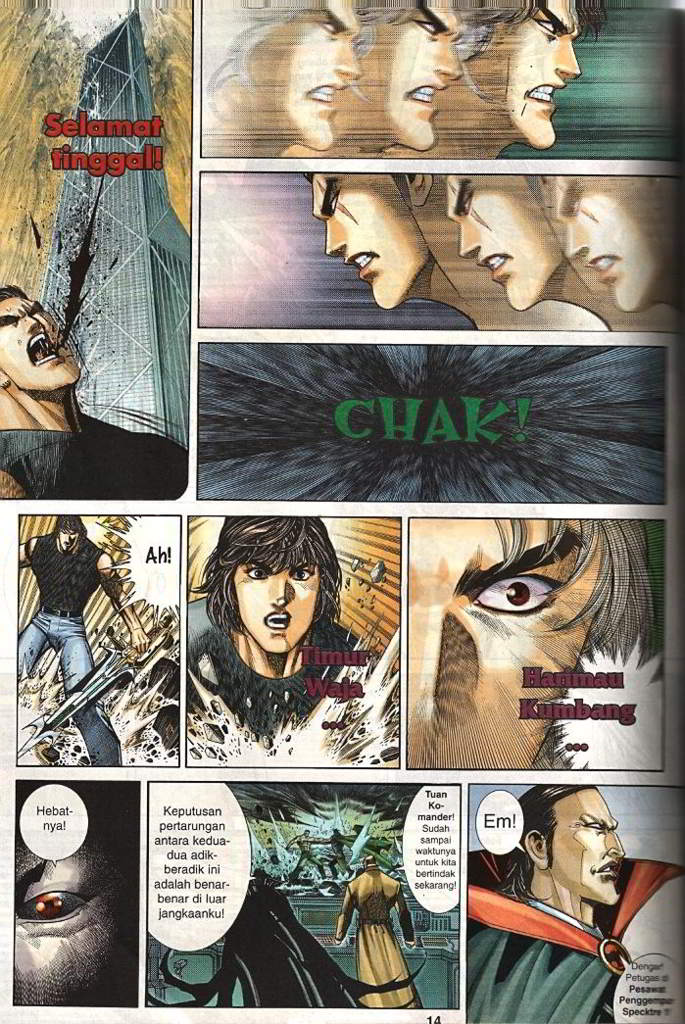 Selamat
tinggal!
CHAK!
Ah!
Timur
Waja
...
Harimau
Kumbang
...
Hebat-
nya!
Keputusan
pertarungan
antara kedua-
dua adik-
beradik ini
adalah benar-
benar di luar
jangkaanku!
Tuan
Ko-
mander!
Sudah
sampai
waktunya
untuk kita
bertindak
sekarang!
Em!
Dengar!
Petugas
Pesawat
Penggempur
Specktre
14